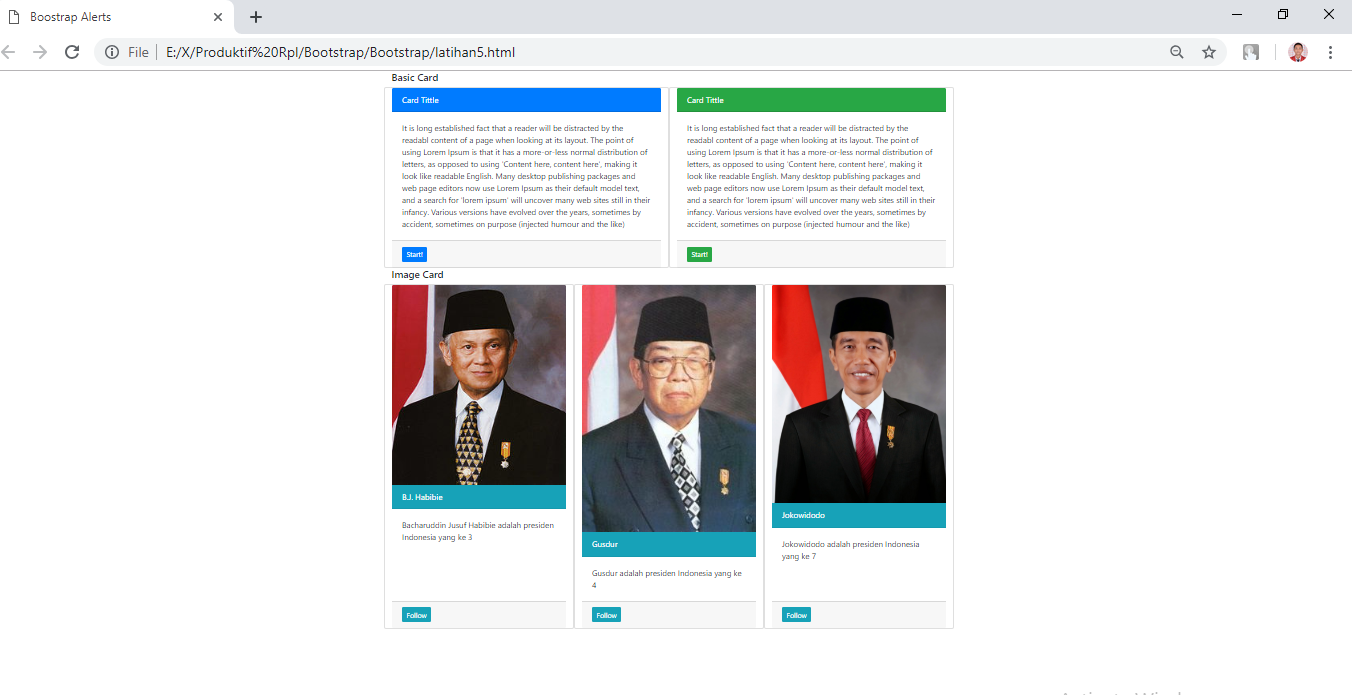 Boostrap Alerts
File
E:/X/Produktif%20Rpl/Bootstrap/Bootstrap/latihan5.html
Basic Card
Card Tittle
It is long established fact that a reader will be distracted by the
readabl content of a page when looking at its layout. The point of
using Lorem Ipsum is that it has a more-or-less normal distribution of
letters, as opposed to using 'Content here, content here', making it
look like readable English. Many desktop publishing packages and
web page editors now use Lorem Ipsum as their default model text,
and a search for 'lorem ipsum' will uncover many web sites still in their
infancy. Various versions have evolved over the years, sometimes by
accident, sometimes on purpose (injected humour and the like)
Start!
Card Tittle
It is long established fact that a reader will be distracted by the
readabl content of a page when looking at its layout. The point of
using Lorem Ipsum is that it has a more-or-less normal distribution of
letters, as opposed to using 'Content here, content here', making it
look like readable English. Many desktop publishing packages and
web page editors now use Lorem Ipsum as their default model text,
and a search for 'lorem ipsum' will uncover many web sites still in their
infancy. Various versions have evolved over the years, sometimes by
accident, sometimes on purpose (injected humour and the like)
Start!
Image Card
B.J. Habibie
Bacharuddin Jusuf Habibie adalah presiden
Indonesia yang ke 3
Follow
Gusdur
Gusdur adalah presiden Indonesia yang ke
4
Follow
Jokowidodo
Jokowidodo adalah presiden Indonesia
yang ke 7
Follow